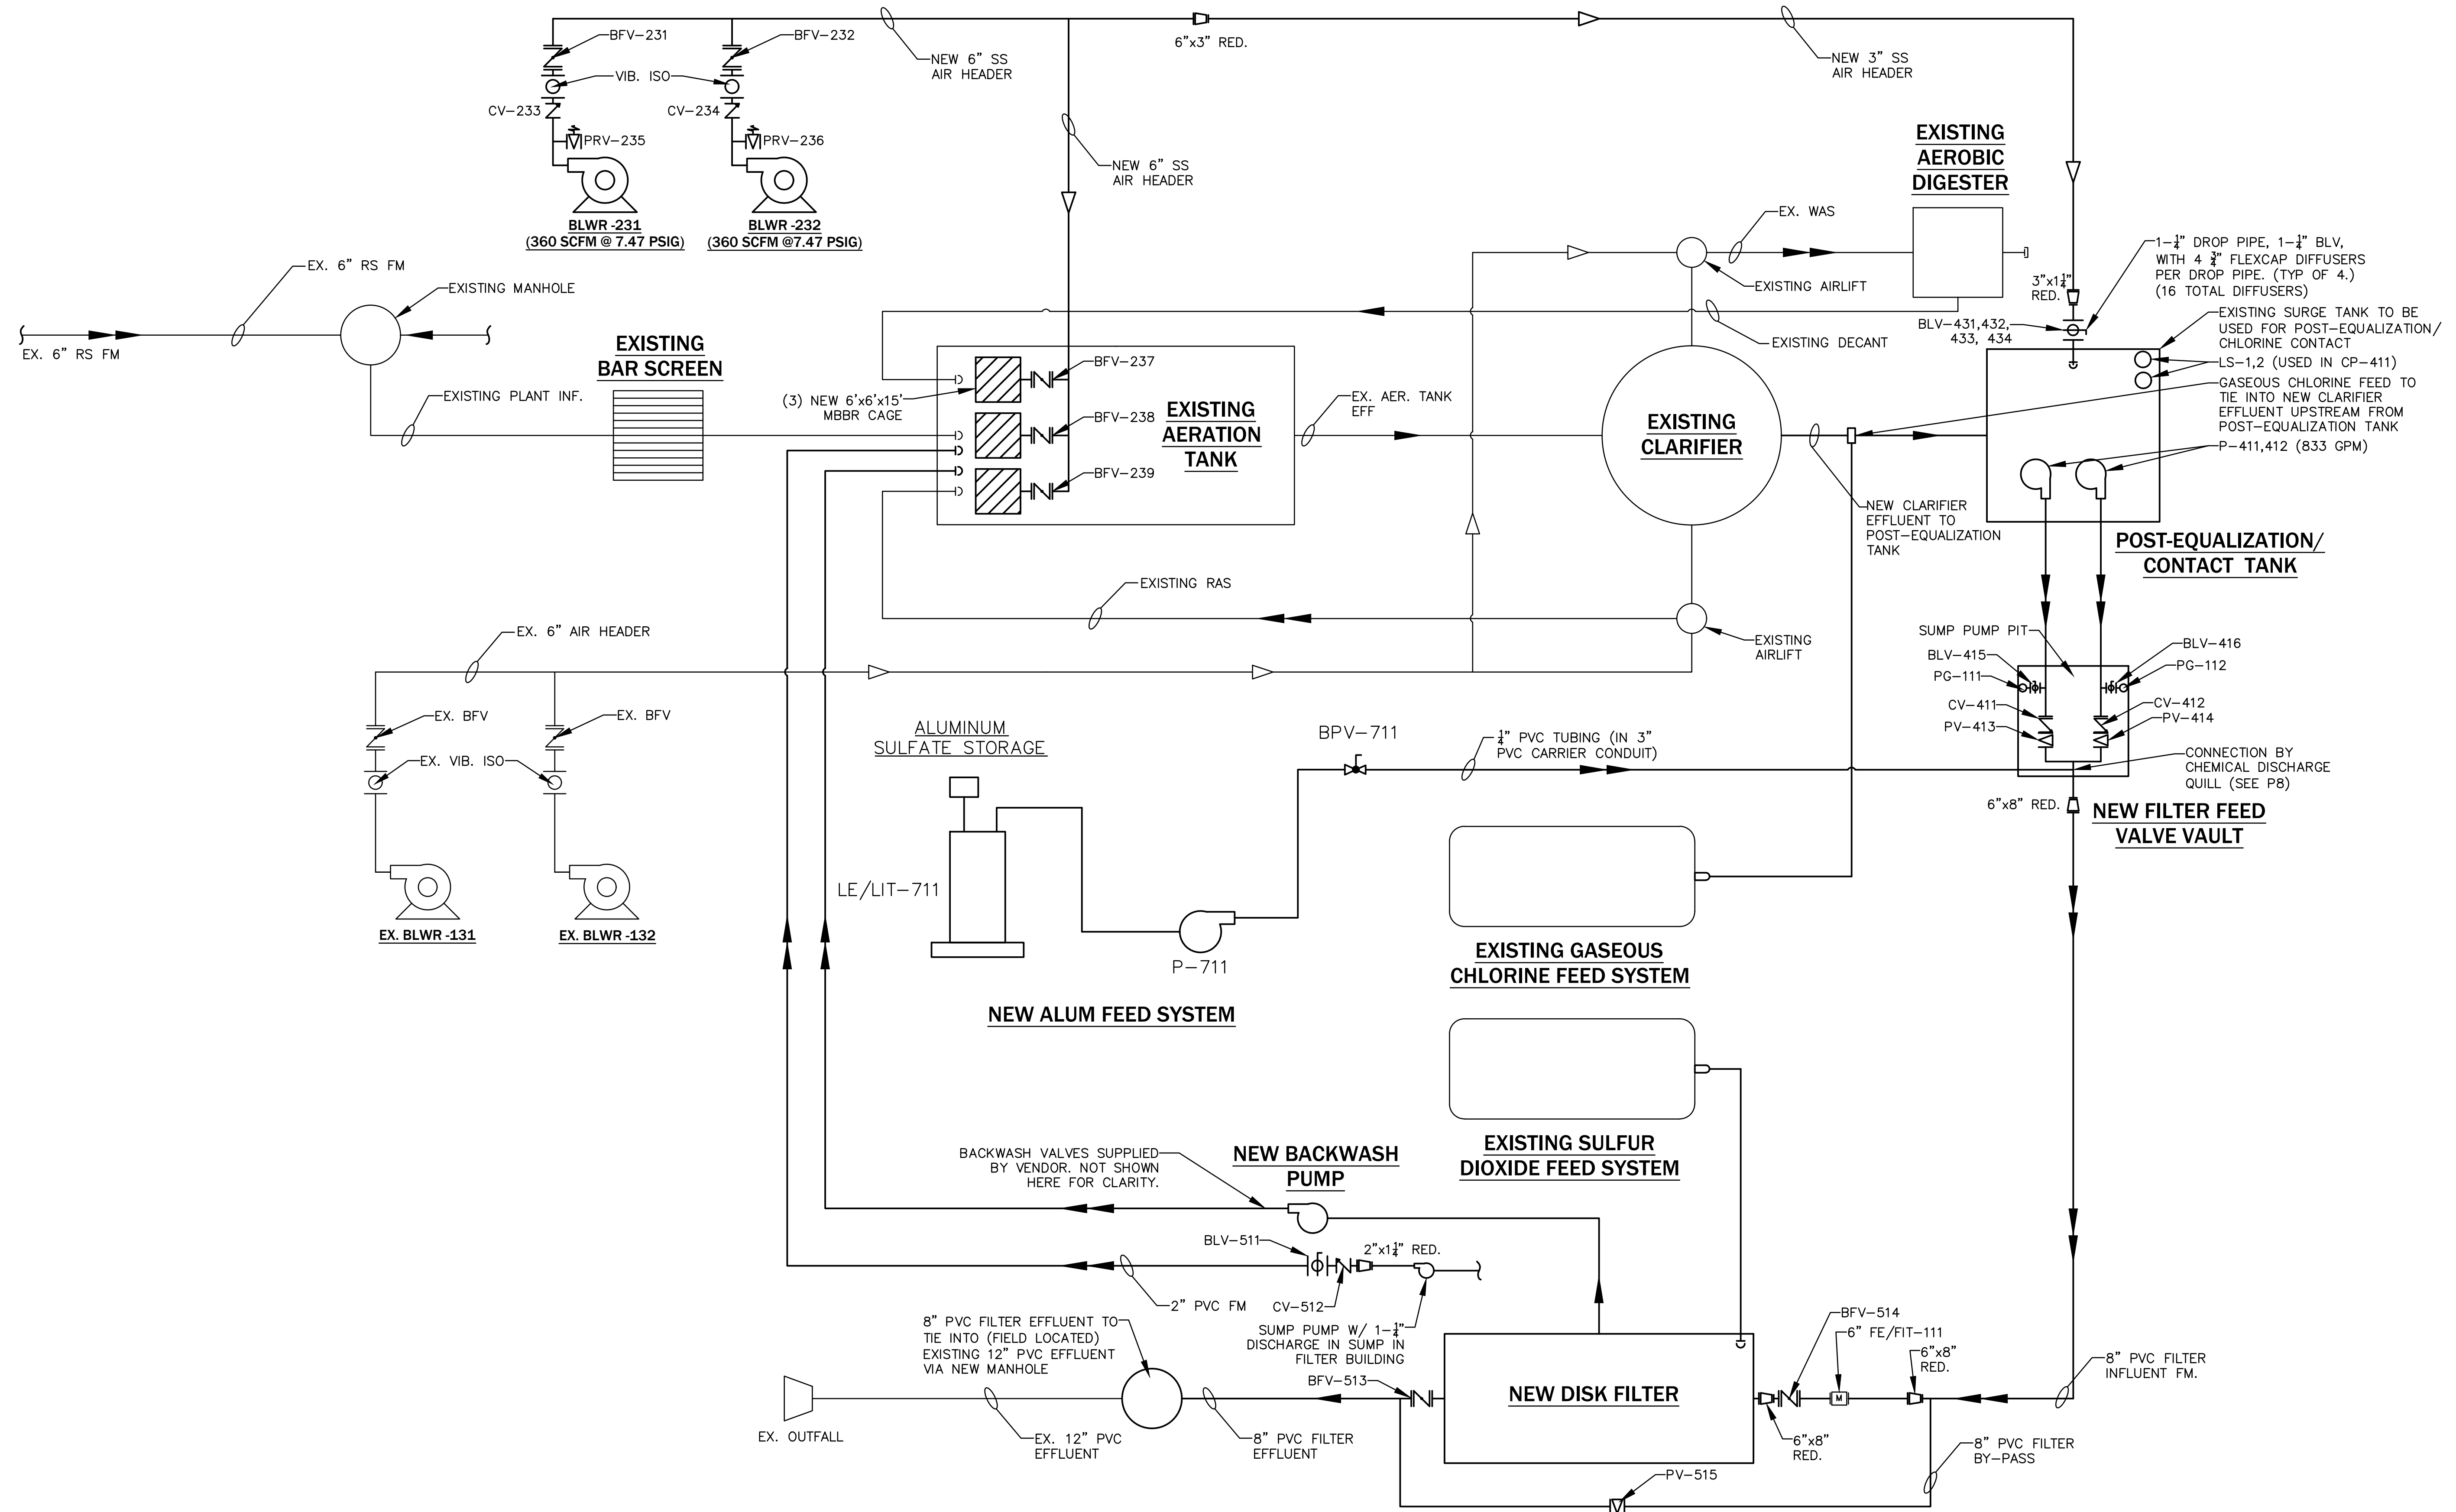 BFV-231
BFV-232
VIB. ISO
CV-233
CV-234
PRV-235
PRV-236
BLWR -231
(360 SCFM @ 7.47 PSIG)
BLWR -232
(360 SCFM @7.47 PSIG)
NEW 6" SS
AIR HEADER
6"x3" RED.
NEW 3" SS
AIR HEADER
NEW 6" SS
AIR HEADER
EXISTING
AEROBIC
DIGESTER
EX. WAS
EXISTING AIRLIFT
EXISTING DECANT
1-1/4" DROP PIPE, 1-1/4" BLV,
WITH 4 3/4" FLEXCAP DIFFUSERS
PER DROP PIPE. (TYP OF 4.)
(16 TOTAL DIFFUSERS)
3"x1 1/4"
RED.
BLV-431,432,
433, 434
EXISTING SURGE TANK TO BE
USED FOR POST-EQUALIZATION/
CHLORINE CONTACT
LS-1,2 (USED IN CP-411)
GASEOUS CHLORINE FEED TO
TIE INTO NEW CLARIFIER
EFFLUENT UPSTREAM FROM
POST-EQUALIZATION TANK
P-411,412 (833 GPM)
EX. 6" RS FM
EXISTING MANHOLE
EX. 6" RS FM
EXISTING PLANT INF.
EXISTING
BAR SCREEN
(3) NEW 6'x6'x15'
MBBR CAGE
BFV-237
BFV-238
BFV-239
EXISTING
AERATION
TANK
EX. AER. TANK
EFF
EXISTING
CLARIFIER
NEW CLARIFIER
EFFLUENT TO
POST-EQUALIZATION
TANK
POST-EQUALIZATION/
CONTACT TANK
EXISTING RAS
EXISTING
AIRLIFT
EX. 6" AIR HEADER
EX. BFV
EX. BFV
EX. VIB. ISO
EX. BLWR -131
EX. BLWR -132
SUMP PUMP PIT
BLV-415
BLV-416
PG-111
PG-112
CV-411
CV-412
PV-413
PV-414
CONNECTION BY
CHEMICAL DISCHARGE
QUILL (SEE P8)
6"x8" RED.
NEW FILTER FEED
VALVE VAULT
ALUMINUM
SULFATE STORAGE
LE/LIT-711
P-711
BPV-711
1/4" PVC TUBING (IN 3"
PVC CARRIER CONDUIT)
NEW ALUM FEED SYSTEM
EXISTING GASEOUS
CHLORINE FEED SYSTEM
EXISTING SULFUR
DIOXIDE FEED SYSTEM
BACKWASH VALVES SUPPLIED
BY VENDOR. NOT SHOWN
HERE FOR CLARITY.
NEW BACKWASH
PUMP
BLV-511
2"x1 1/4" RED.
2" PVC FM
CV-512
SUMP PUMP W/ 1-1/4"
DISCHARGE IN SUMP IN
FILTER BUILDING
8" PVC FILTER EFFLUENT TO
TIE INTO (FIELD LOCATED)
EXISTING 12" PVC EFFLUENT
VIA NEW MANHOLE
BFV-513
NEW DISK FILTER
BFV-514
6" FE/FIT-111
M
6"x8"
RED.
8" PVC FILTER
INFLUENT FM.
EX. OUTFALL
EX. 12" PVC
EFFLUENT
8" PVC FILTER
EFFLUENT
6"x8"
RED.
8" PVC FILTER
BY-PASS
PV-515